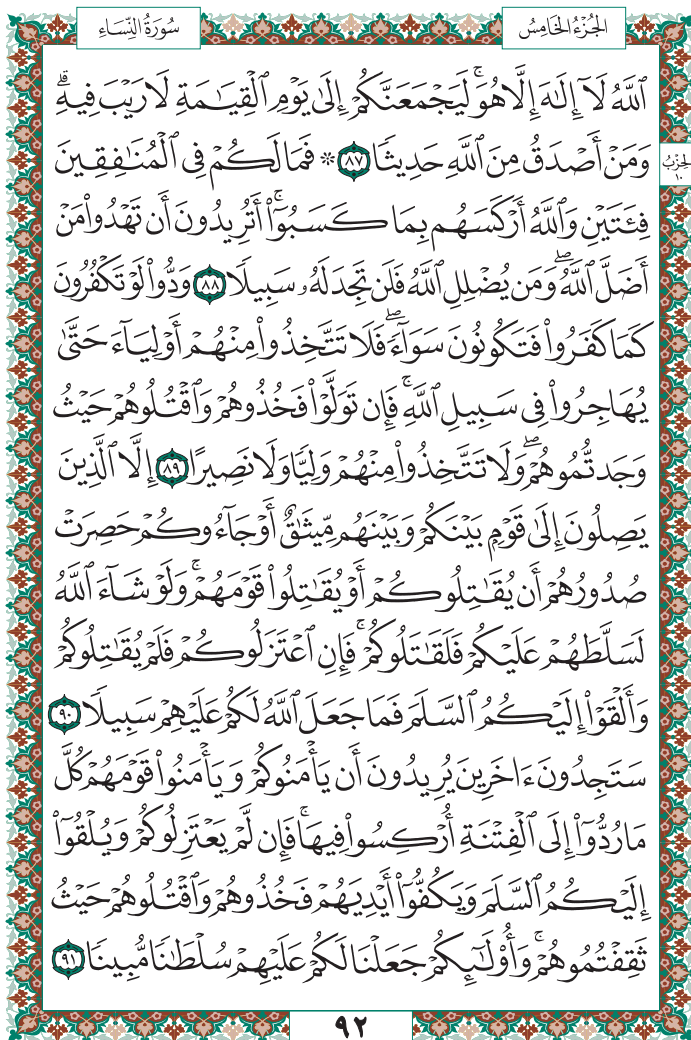 الجُزْءُ الخَامِسُ
سُورَةُ النِّسَاءِ
ٱللَّهُ لَآ إِلَٰهَ إِلَّا هُوَۚ لَيَجْمَعَنَّكُمْ إِلَىٰ يَوْمِ ٱلْقِيَٰمَةِ لَا رَيْبَ فِيهِۗ
وَمَنْ أَصْدَقُ مِنَ ٱللَّهِ حَدِيثًا ٨٧ ۞ فَمَا لَكُمْ فِى ٱلْمُنَٰفِقِينَ
الحِزْبُ ١٠
فِئَتَيْنِ وَٱللَّهُ أَرْكَسَهُم بِمَا كَسَبُوٓا۟ۚ أَتُرِيدُونَ أَن تَهْدُوا۟ مَنْ
أَضَلَّ ٱللَّهُۖ وَمَن يُضْلِلِ ٱللَّهُ فَلَن تَجِدَ لَهُۥ سَبِيلًا ٨٨ وَدُّوا۟ لَوْ تَكْفُرُونَ
كَمَا كَفَرُوا۟ فَتَكُونُونَ سَوَآءًۖ فَلَا تَتَّخِذُوا۟ مِنْهُمْ أَوْلِيَآءَ حَتَّىٰ
يُهَاجِرُوا۟ فِى سَبِيلِ ٱللَّهِۚ فَإِن تَوَلَّوْا۟ فَخُذُوهُمْ وَٱقْتُلُوهُمْ حَيْثُ
وَجَدتُّمُوهُمْۖ وَلَا تَتَّخِذُوا۟ مِنْهُمْ وَلِيًّا وَلَا نَصِيرًا ٨٩ إِلَّا ٱلَّذِينَ
يَصِلُونَ إِلَىٰ قَوْمٍۭ بَيْنَكُمْ وَبَيْنَهُم مِّيثَٰقٌ أَوْ جَآءُوكُمْ حَصِرَتْ
صُدُورُهُمْ أَن يُقَٰتِلُوكُمْ أَوْ يُقَٰتِلُوا۟ قَوْمَهُمْۚ وَلَوْ شَآءَ ٱللَّهُ
لَسَلَّطَهُمْ عَلَيْكُمْ فَلَقَٰتَلُوكُمْۚ فَإِنِ ٱعْتَزَلُوكُمْ فَلَمْ يُقَٰتِلُوكُمْ
وَأَلْقَوْا۟ إِلَيْكُمُ ٱلسَّلَمَ فَمَا جَعَلَ ٱللَّهُ لَكُمْ عَلَيْهِمْ سَبِيلًا ٩٠
سَتَجِدُونَ ءَاخَرِينَ يُرِيدُونَ أَن يَأْمَنُوكُمْ وَيَأْمَنُوا۟ قَوْمَهُمْ كُلَّ
مَا رُدُّوٓا۟ إِلَى ٱلْفِتْنَةِ أُرْكِسُوا۟ فِيهَاۚ فَإِن لَّمْ يَعْتَزِلُوكُمْ وَيُلْقُوٓا۟
إِلَيْكُمُ ٱلسَّلَمَ وَيَكُفُّوٓا۟ أَيْدِيَهُمْ فَخُذُوهُمْ وَٱقْتُلُوهُمْ حَيْثُ
ثَقِفْتُمُوهُمْۚ وَأُو۟لَٰٓئِكُمْ جَعَلْنَا لَكُمْ عَلَيْهِمْ سُلْطَٰنًا مُّبِينًا ٩١
٩٢